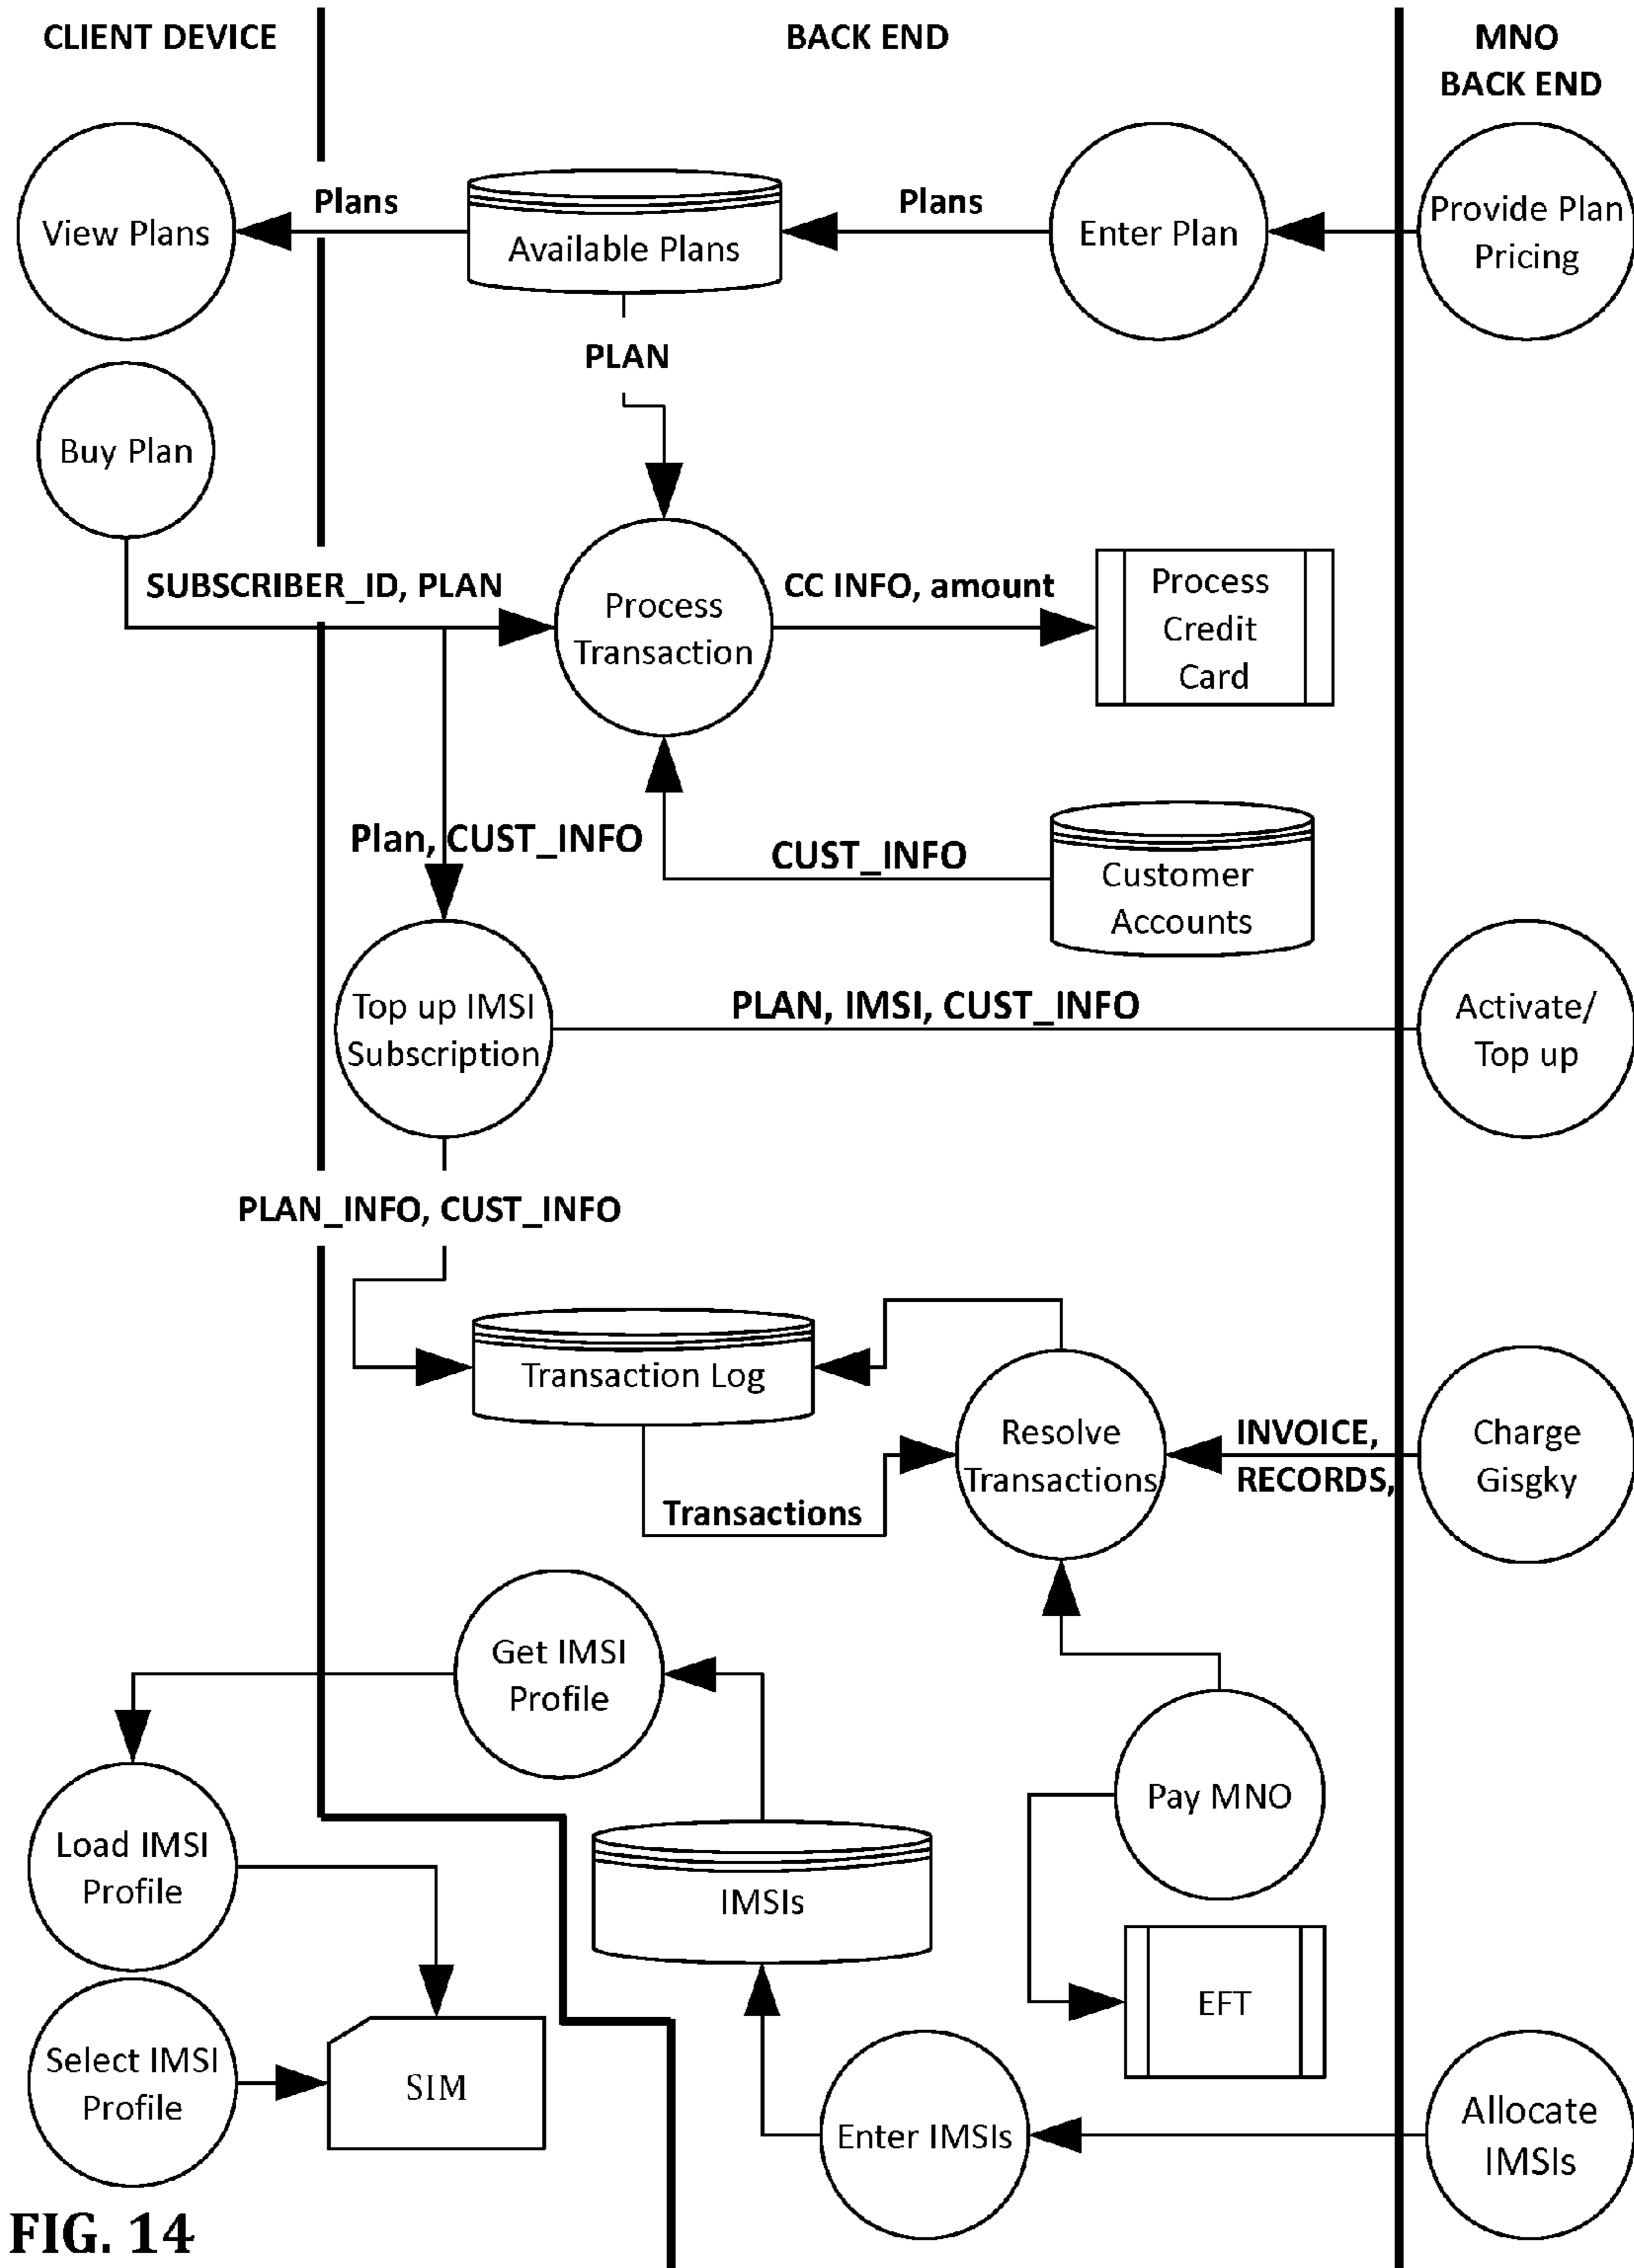 CLIENT DEVICE
BACK END
MNO
BACK END
View Plans
Plans
Available Plans
Plans
Enter Plan
Provide Plan
Pricing
PLAN
Buy Plan
SUBSCRIBER_ID, PLAN
Process
Transaction
CC INFO, amount
Process
Credit
Card
Plan, CUST_INFO
CUST_INFO
Customer
Accounts
Top up IMSI
Subscription
PLAN, IMSI, CUST_INFO
Activate/
Top up
PLAN_INFO, CUST_INFO
Transaction Log
Transactions
Resolve
Transactions
INVOICE,
RECORDS,
Charge
Gisgky
Get IMSI
Profile
Pay MNO
Load IMSI
Profile
IMSIs
EFT
Select IMSI
Profile
SIM
Enter IMSIs
Allocate
IMSIs
FIG. 14